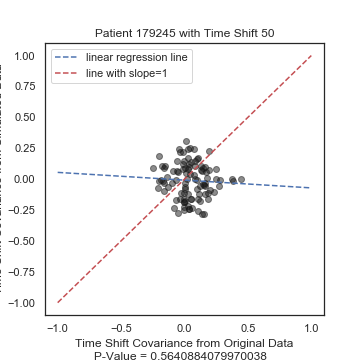 Patient 179245 with Time Shift 50
linear regression line
line with slope=1
1.00
0.75
0.50
0.25
0.00
−0.25
−0.50
−0.75
−1.00
−1.0
−0.5
0.0
0.5
1.0
Time Shift Covariance from Original Data
P-Value = 0.5640884079970038